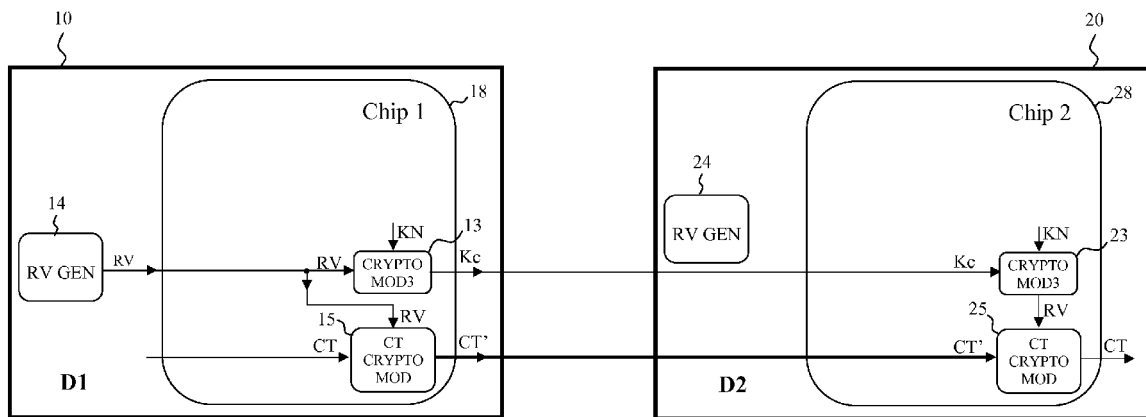 10
20
18
28
Chip 1
Chip 2
14
24
RV GEN
RV
RV
KN
13
CRYPTO
MOD3
Kc
RV GEN
Kc
KN
23
CRYPTO
MOD3
RV
15
RV
25
CT
CT
CRYPTO
MOD
CT'
CT'
CT
CRYPTO
MOD
CT
D1
D2